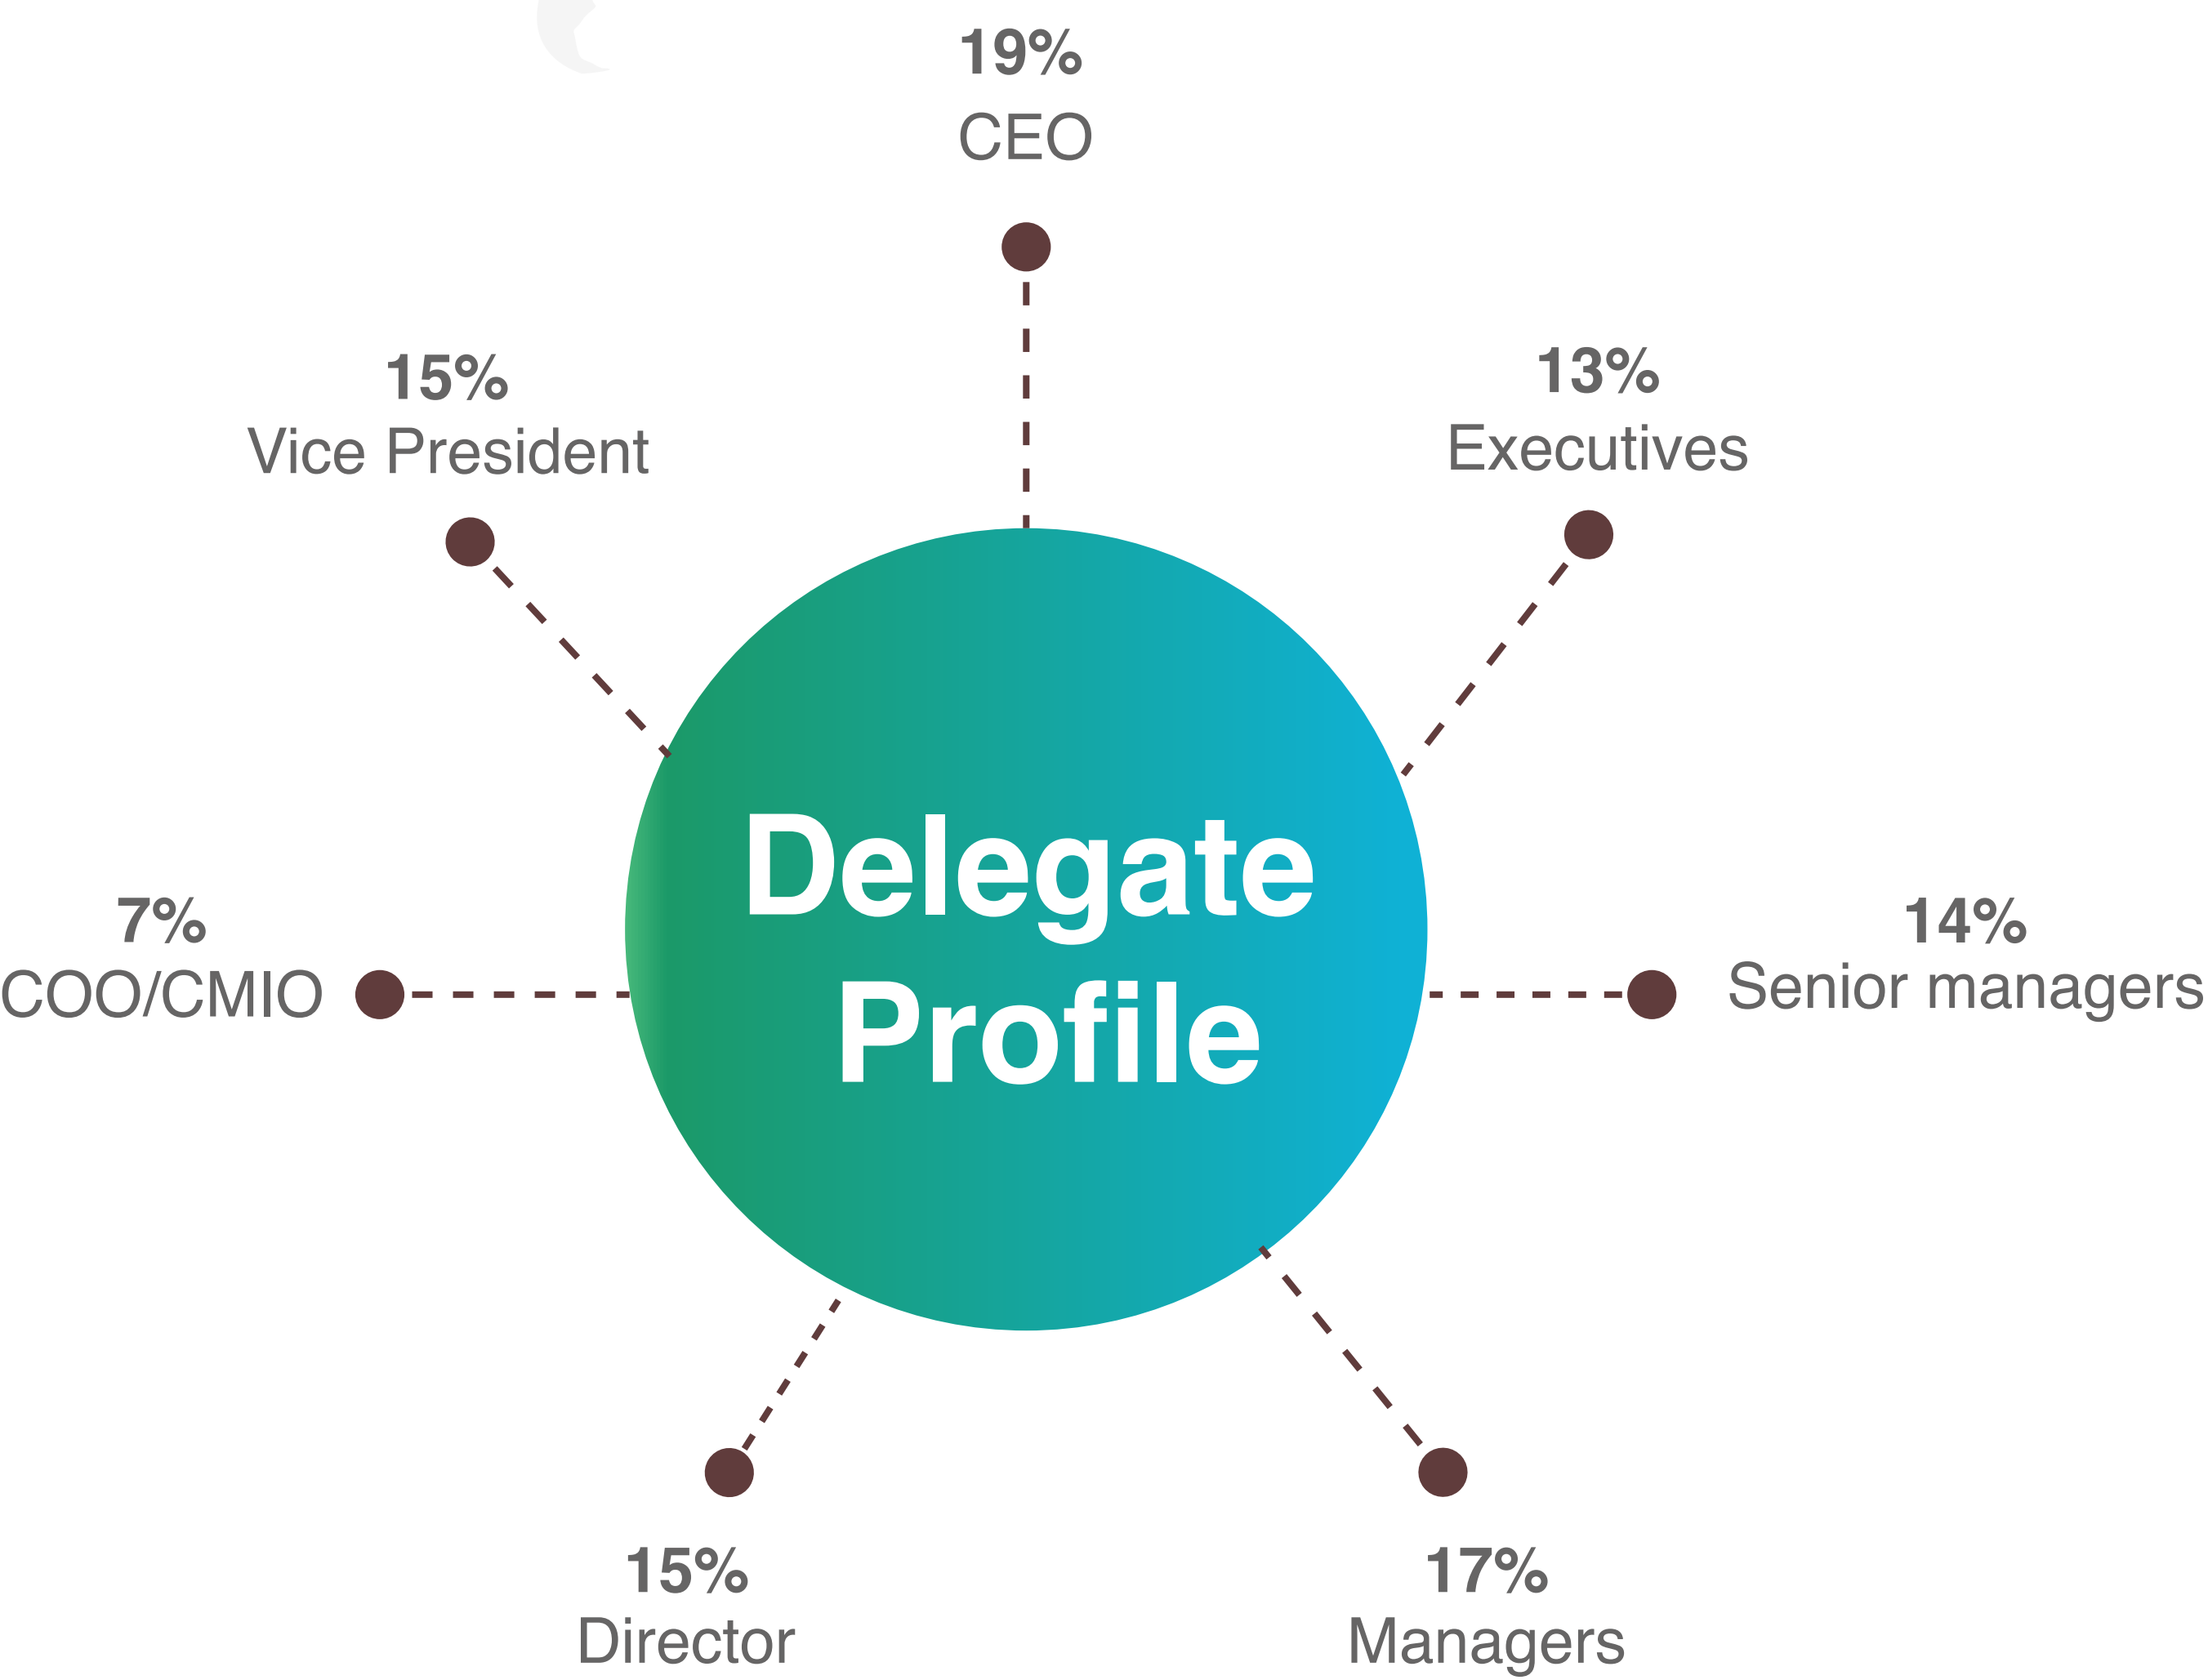 19%
CEO
15%
Vice President
13%
Executives
Delegate
Profile
7%
COO/CMIO
14%
Senior managers
15%
Director
17%
Managers